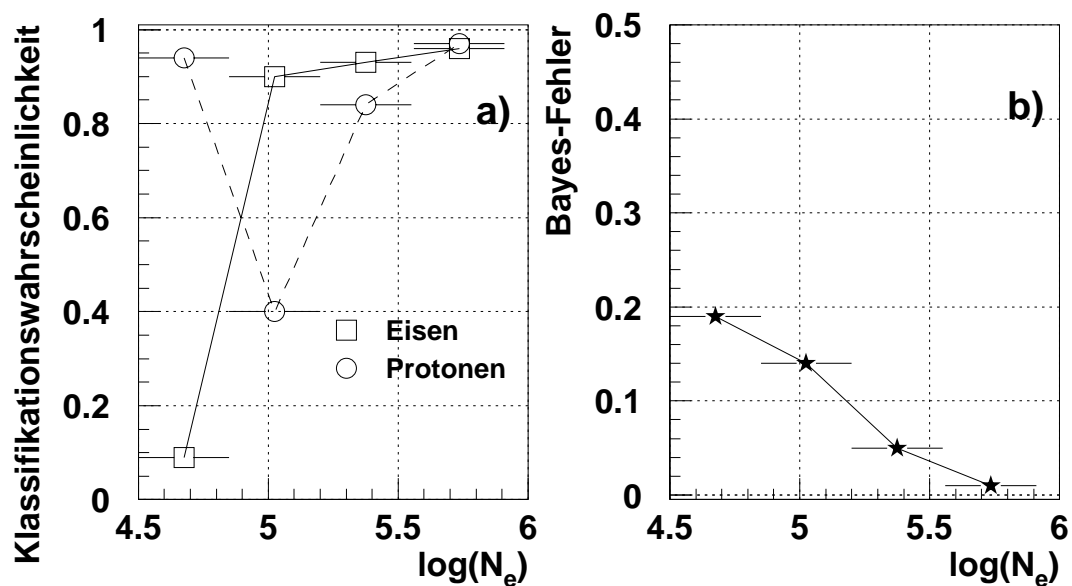 Klassifikationswahrscheinlichkeit
1
0.8
0.6
0.4
0.2
0
4.5
5
5.5
6
log(N_e)
a)
Eisen
Protonen
Bayes-Fehler
0.5
0.4
0.3
0.2
0.1
0
4.5
5
5.5
6
log(N_e)
b)